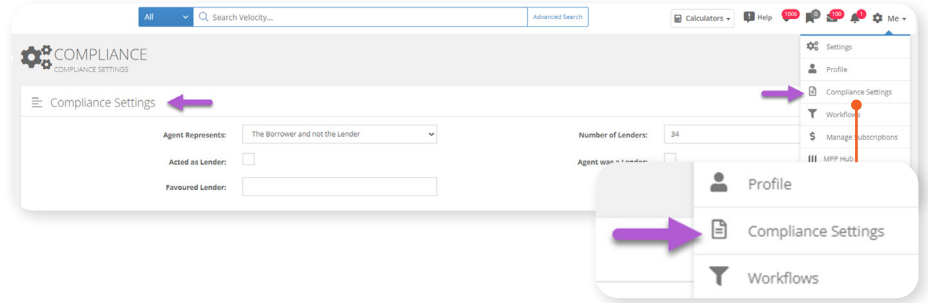 All
Search Velocity...
Advanced Search
Calculators
Help
1006
0
100
Me
COMPLIANCE
COMPLIANCE SETTINGS
Settings
Profile
Compliance Settings
Workflows
Manage Subscriptions
MPP Hub
Compliance Settings
Agent Represents:
The Borrower and not the Lender
Number of Lenders:
34
Acted as Lender:
Agent was a Lender:
Favoured Lender:
Profile
Compliance Settings
Workflows